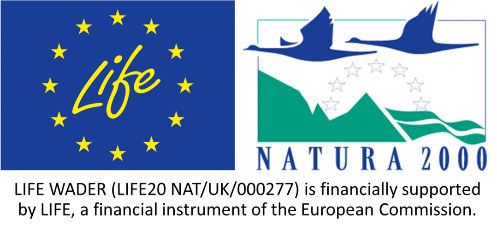 Life
NATURA 2000
LIFE WADER (LIFE20 NAT/UK/000277) is financially supported
by LIFE, a financial instrument of the European Commission.